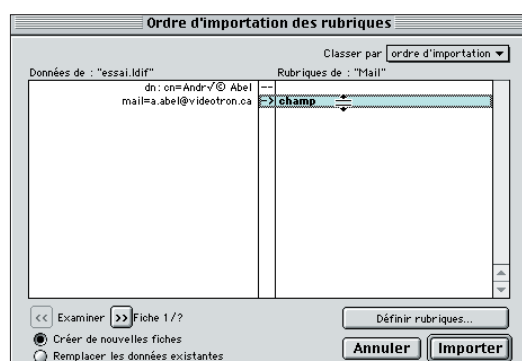 Ordre d'importation des rubriques
Classer par ordre d'importation
Données de : "essai.ldif" Rubriques de : "Mail"
dn: cn=Andr√© Abel --
mail=a.abel@videotron.ca -> champ
<< Examiner >> Fiche 1/?
Définir rubriques...
Créer de nouvelles fiches
Remplacer les données existantes
Annuler Importer